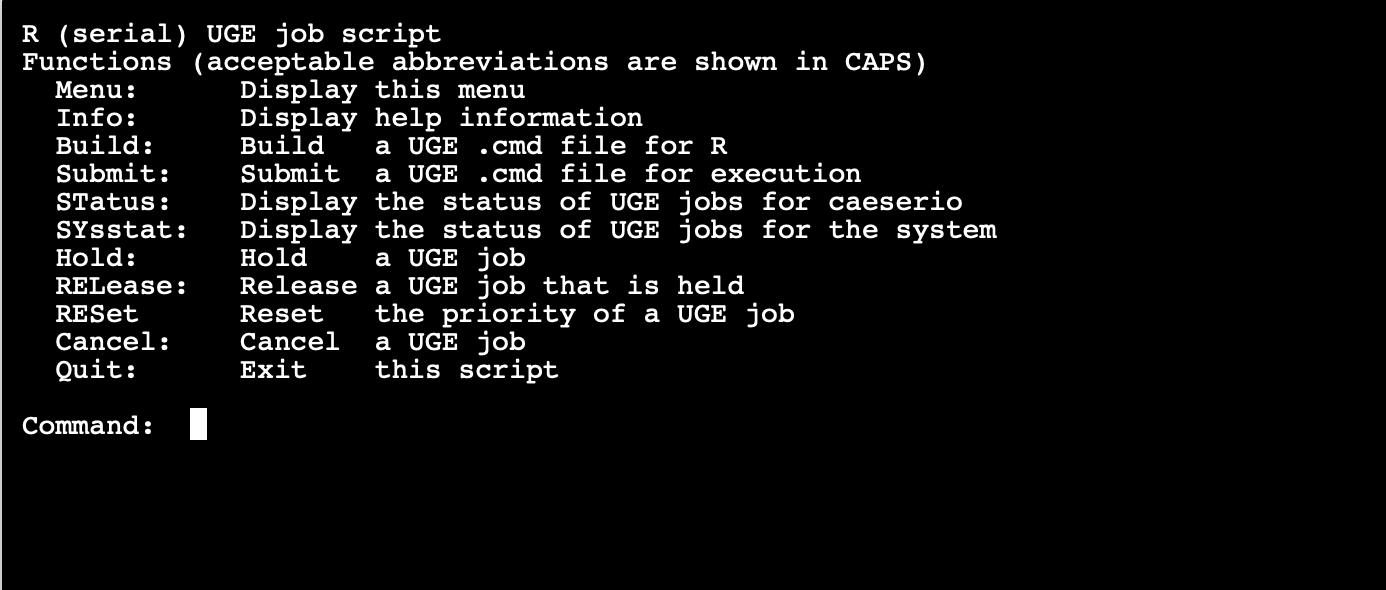 R (serial) UGE job script
Functions (acceptable abbreviations are shown in CAPS)
Menu: Display this menu
Info: Display help information
Build: Build a UGE .cmd file for R
Submit: Submit a UGE .cmd file for execution
STatus: Display the status of UGE jobs for caeserio
SYsstat: Display the status of UGE jobs for the system
Hold: Hold a UGE job
RELease: Release a UGE job that is held
RESet Reset the priority of a UGE job
Cancel: Cancel a UGE job
Quit: Exit this script
Command: